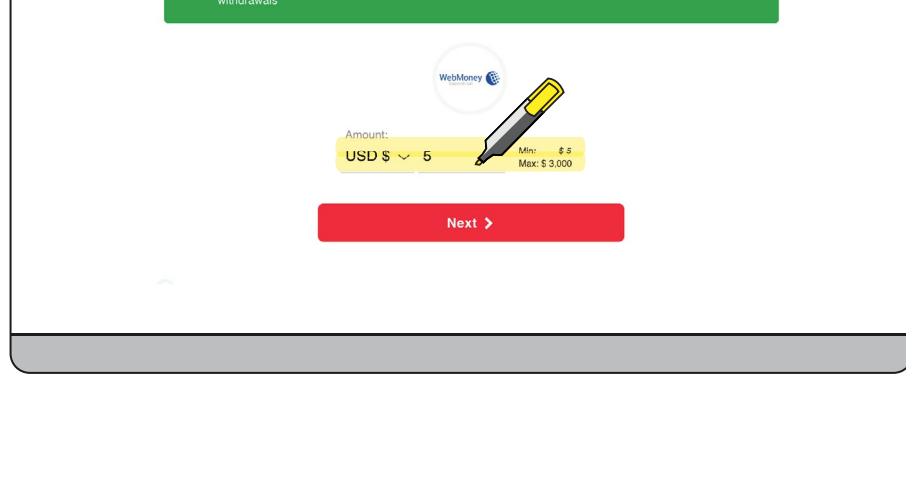 withdrawals
WebMoney
Amount:
USD $ 5
Min: $ 5
Max: $ 3,000
Next